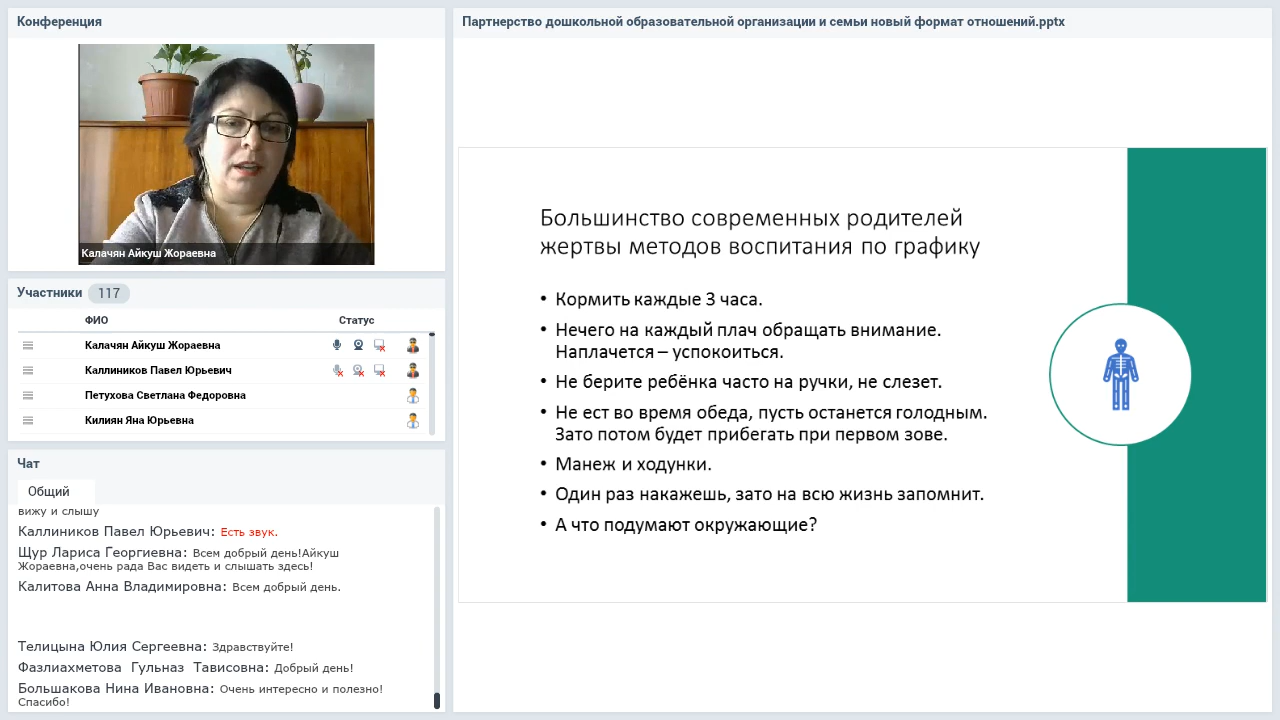 Конференция
Калачян Айкуш Жораевна
Участники 117
ФИО Статус
Калачян Айкуш Жораевна
Каллиников Павел Юрьевич
Петухова Светлана Федоровна
Килиян Яна Юрьевна
Чат
Общий
вижу и слышу
Каллиников Павел Юрьевич: Есть звук.
Щур Лариса Георгиевна: Всем добрый день!Айкуш
Жораевна,очень рада Вас видеть и слышать здесь!
Калитова Анна Владимировна: Всем добрый день.
Телицына Юлия Сергеевна: Здравствуйте!
Фазлиахметова Гульназ Тависовна: Добрый день!
Большакова Нина Ивановна: Очень интересно и полезно!
Спасибо!
Партнерство дошкольной образовательной организации и семьи новый формат отношений.pptx
Большинство современных родителей
жертвы методов воспитания по графику
• Кормить каждые 3 часа.
• Нечего на каждый плач обращать внимание.
Наплачется – успокоиться.
• Не берите ребёнка часто на ручки, не слезет.
• Не ест во время обеда, пусть останется голодным.
Зато потом будет прибегать при первом зове.
• Манеж и ходунки.
• Один раз накажешь, зато на всю жизнь запомнит.
• А что подумают окружающие?